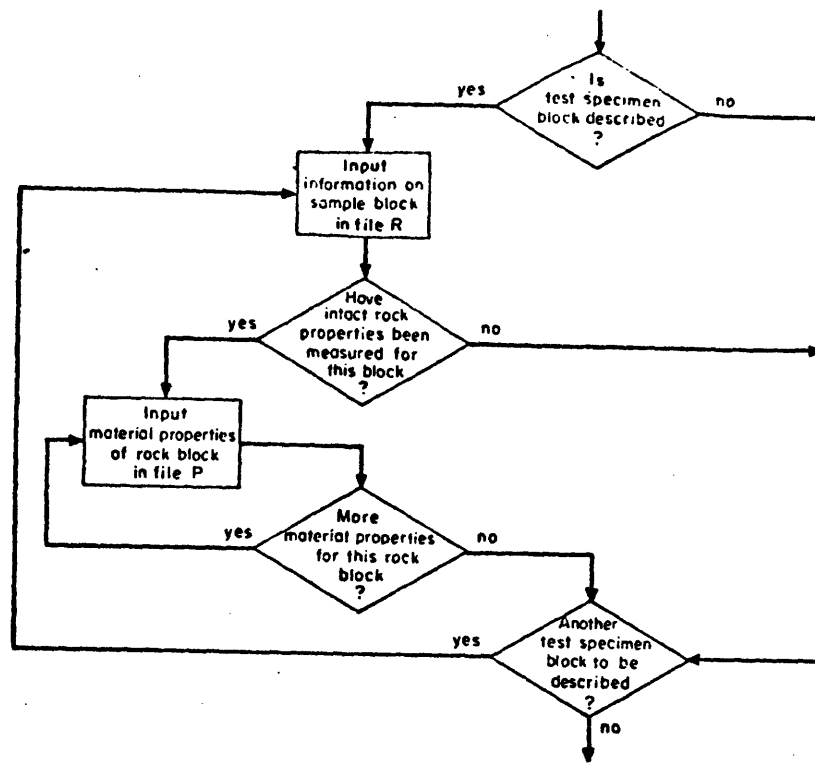 Is
test specimen
block described
?
yes
no
Input
information on
sample block
in file R
Have
intact rock
properties been
measured for
this block
?
yes
no
Input
material properties
of rock block
in file P
More
material properties
for this rock
block
?
yes
no
Another
test specimen
block to be
described
?
yes
no